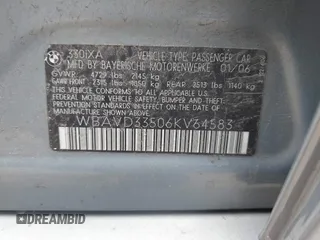 330IXA VEHICLE TYPE: PASSENGER CAR
MFD BY BAYERISCHE MOTORENWERKE 01/06
GVWR 4729 lbs 2145 kg
GAWR FRONT 2315 lbs 1050 kg REAR 2513 lbs 1140 kg
THIS VEHICLE CONFORMS TO ALL APPLICABLE FEDERAL
MOTOR VEHICLE SAFETY, BUMPER AND THEFT PREVENTION
STANDARDS IN EFFECT ON THE DATE OF
MANUFACTURE SHOWN ABOVE
WBAVD33506KV64583
DREAMBID